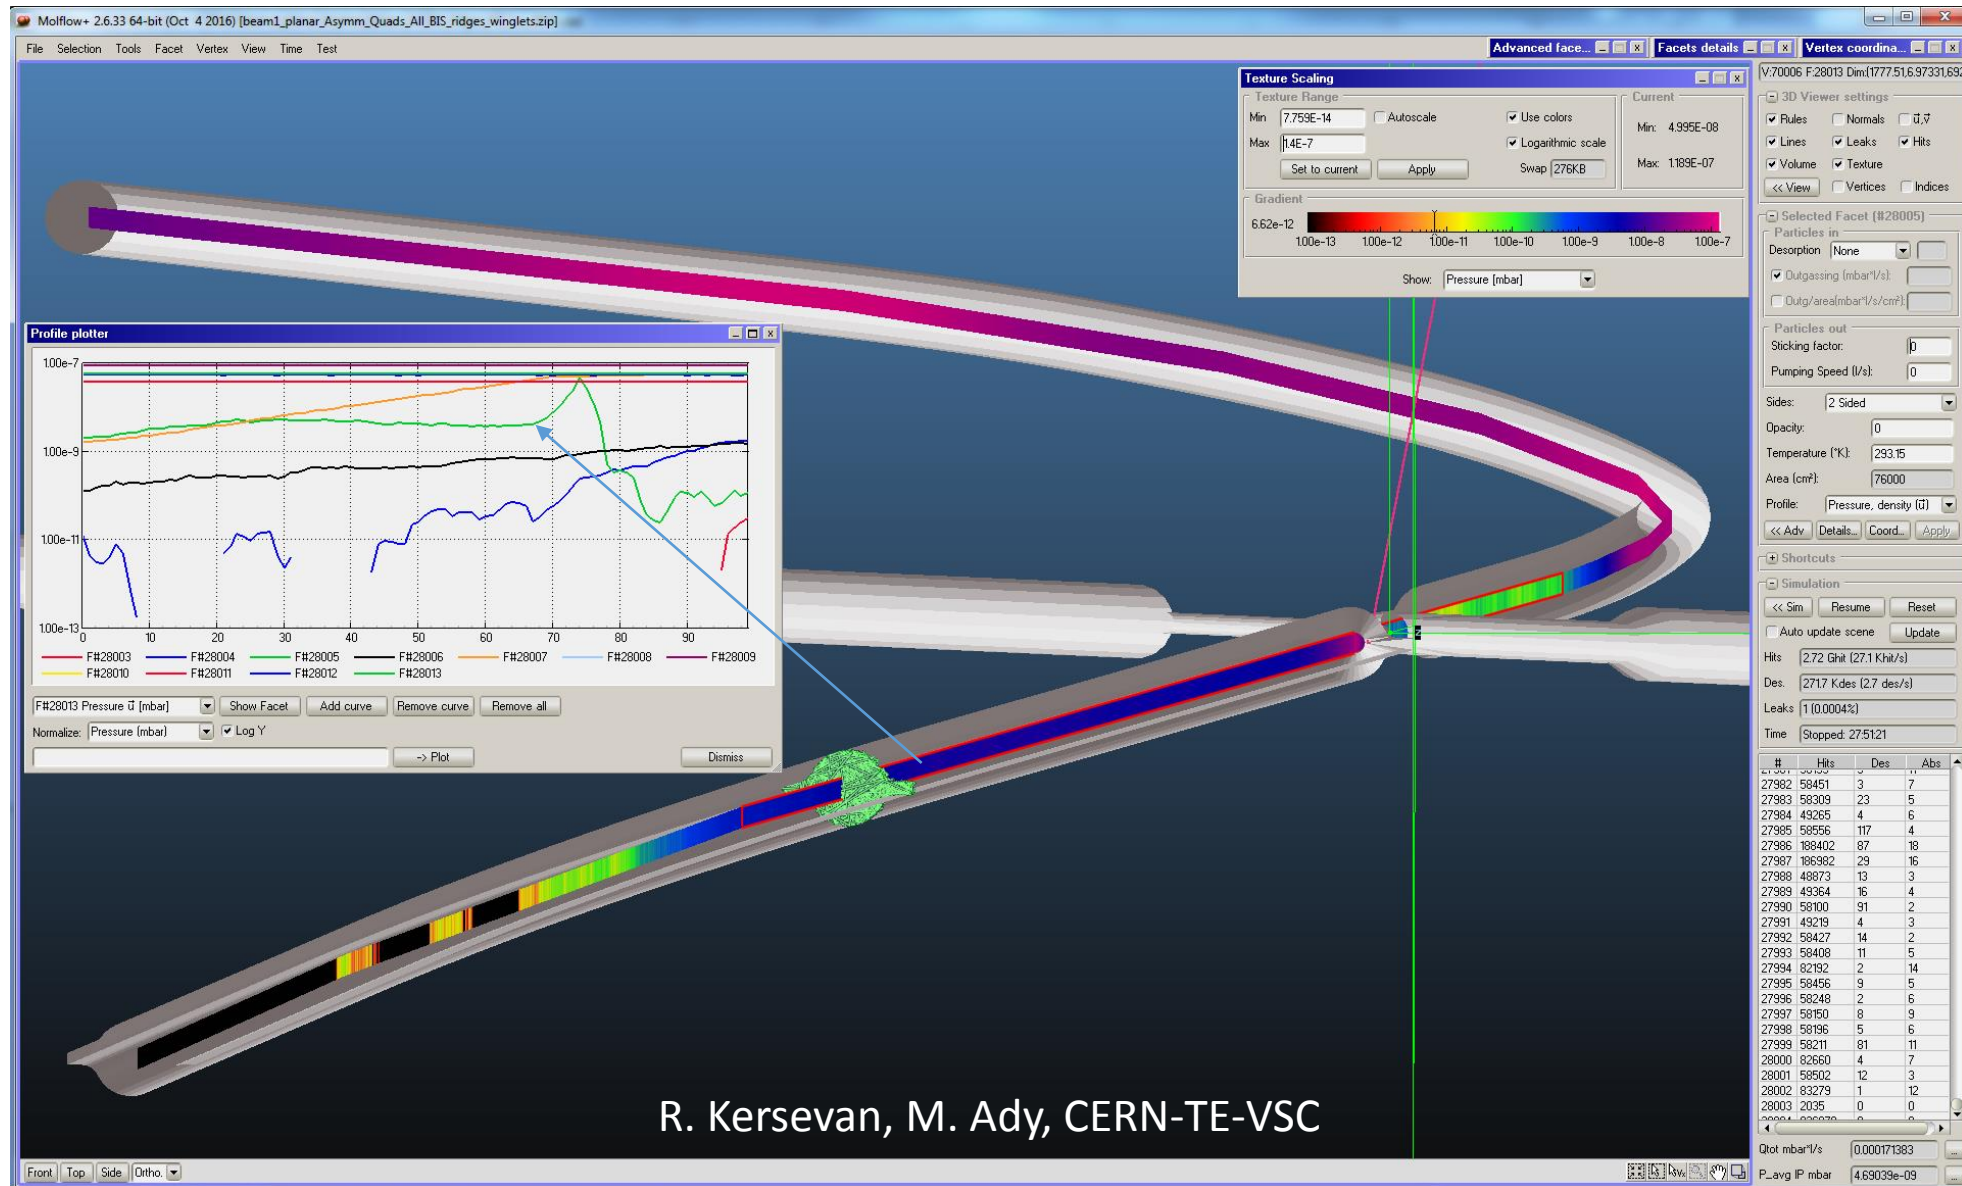 Molflow+ 2.6.33 64-bit (Oct 4 2016) [beam1_planar_Asymm_Quads_All_BIS_ridges_winglets.zip]
File Selection Tools Facet Vertex View Time Test
Advanced face... Facets details Vertex coordina...
V:70006 F:28013 Dim:(1777.51,6.97331,692
Texture Scaling
Texture Range
Min 7.759E-14 Autoscale Use colors
Max 1.4E-7 Logarithmic scale
Set to current Apply Swap 276KB
Current
Min: 4.995E-08
Max: 1.189E-07
Gradient
6.62e-12
1.00e-13 1.00e-12 1.00e-11 1.00e-10 1.00e-9 1.00e-8 1.00e-7
Show: Pressure [mbar]
3D Viewer settings
Rules Normals ū,v̄
Lines Leaks Hits
Volume Texture
<< View Vertices Indices
Selected Facet (#28005)
Particles in
Desorption None
Outgassing (mbar*l/s):
Outg/area(mbar*l/s/cm²):
Particles out
Sticking factor: 0
Pumping Speed (l/s): 0
Sides: 2 Sided
Opacity: 0
Temperature (°K): 293.15
Area (cm²): 76000
Profile: Pressure, density (ū)
<< Adv Details... Coord... Apply
Shortcuts
Simulation
<< Sim Resume Reset
Auto update scene Update
Hits 2.72 Ghit (27.1 Khit/s)
Des. 271.7 Kdes (2.7 des/s)
Leaks 1 (0.0004%)
Time Stopped: 27:51:21
# Hits Des Abs
27982 58451 3 7
27983 58309 23 5
27984 49265 4 6
27985 58556 117 4
27986 188402 87 18
27987 186982 29 16
27988 48873 13 3
27989 49364 16 4
27990 58100 91 2
27991 49219 4 3
27992 58427 14 2
27993 58408 11 5
27994 82192 2 14
27995 58456 9 5
27996 58248 2 6
27997 58150 8 9
27998 58196 5 6
27999 58211 81 11
28000 82660 4 7
28001 58502 12 3
28002 83279 1 12
28003 2035 0 0
Qtot mbar*l/s 0.000171383 ...
P_avg IP mbar 4.69039e-09 ...
Profile plotter
1.00e-7
1.00e-9
1.00e-11
1.00e-13
0 10 20 30 40 50 60 70 80 90
F#28003 F#28004 F#28005 F#28006 F#28007 F#28008 F#28009
F#28010 F#28011 F#28012 F#28013
F#28013 Pressure ū [mbar] Show Facet Add curve Remove curve Remove all
Normalize: Pressure (mbar) Log Y
-> Plot Dismiss
Z
R. Kersevan, M. Ady, CERN-TE-VSC
Front Top Side Ortho.